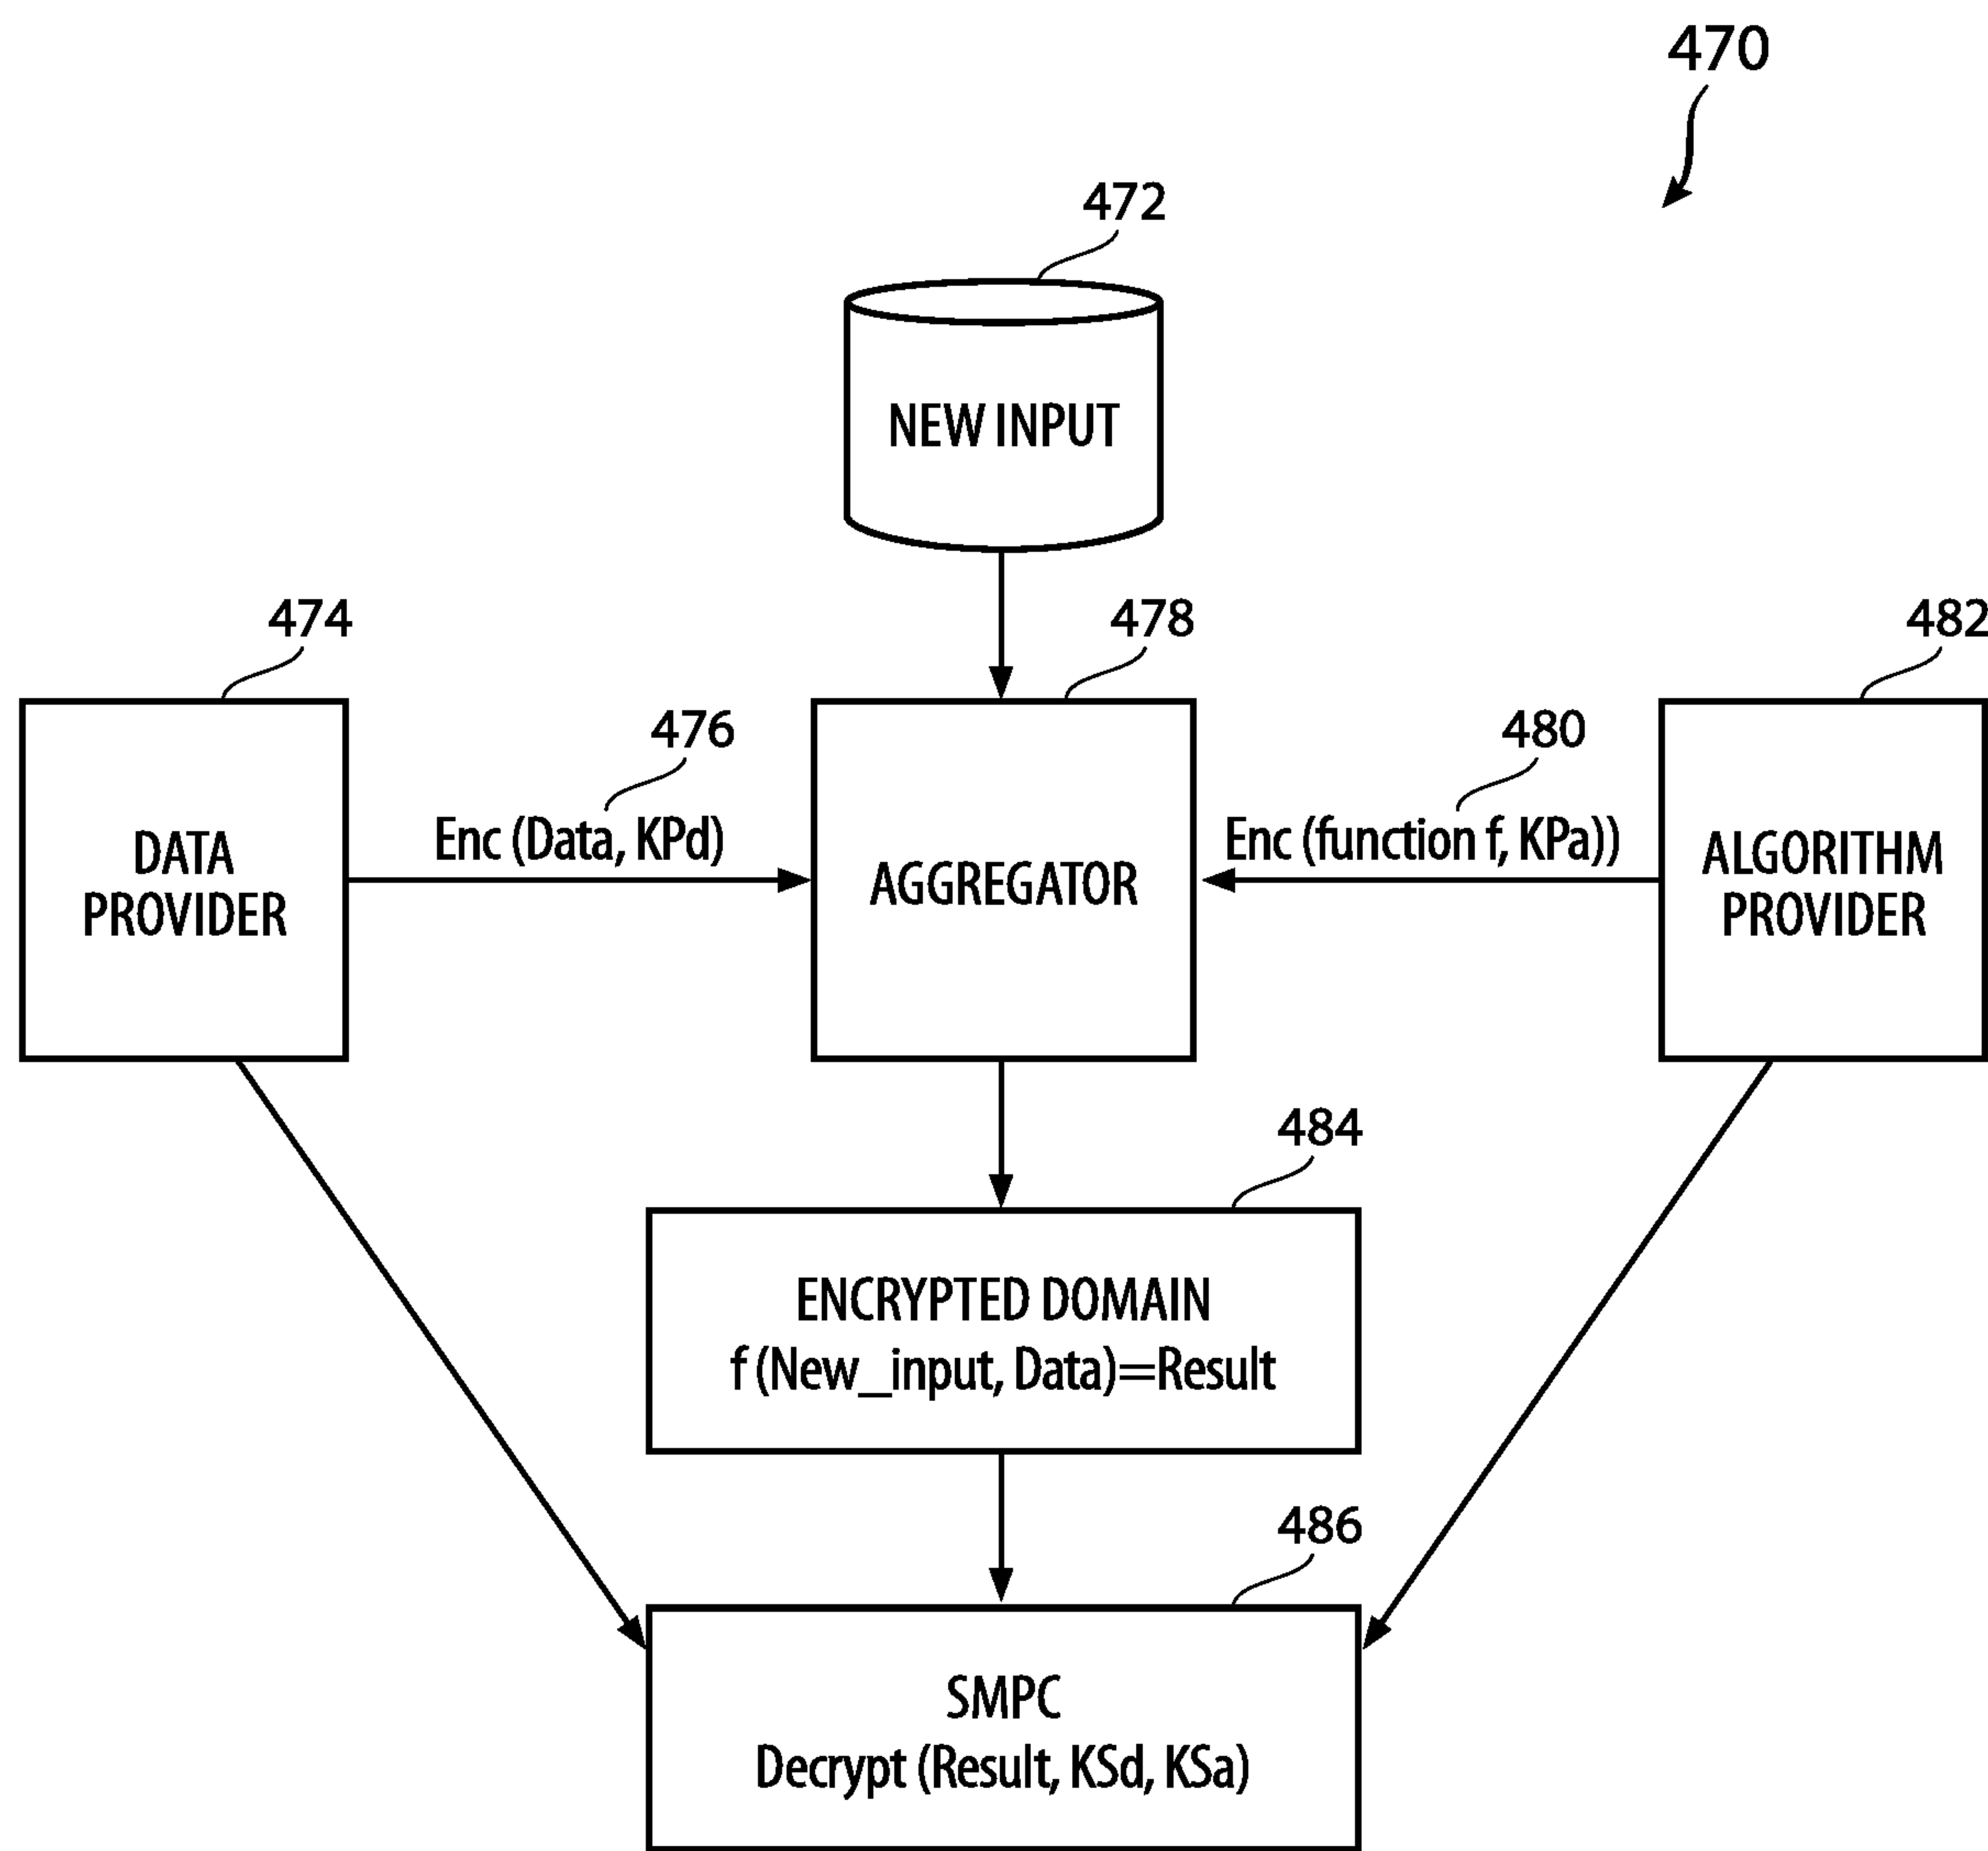 470
472
NEW INPUT
474
478
482
476
480
Enc (Data, KPd)
Enc (function f, KPa))
DATA
PROVIDER
AGGREGATOR
ALGORITHM
PROVIDER
484
ENCRYPTED DOMAIN
f (New_input, Data)=Result
486
SMPC
Decrypt (Result, KSd, KSa)